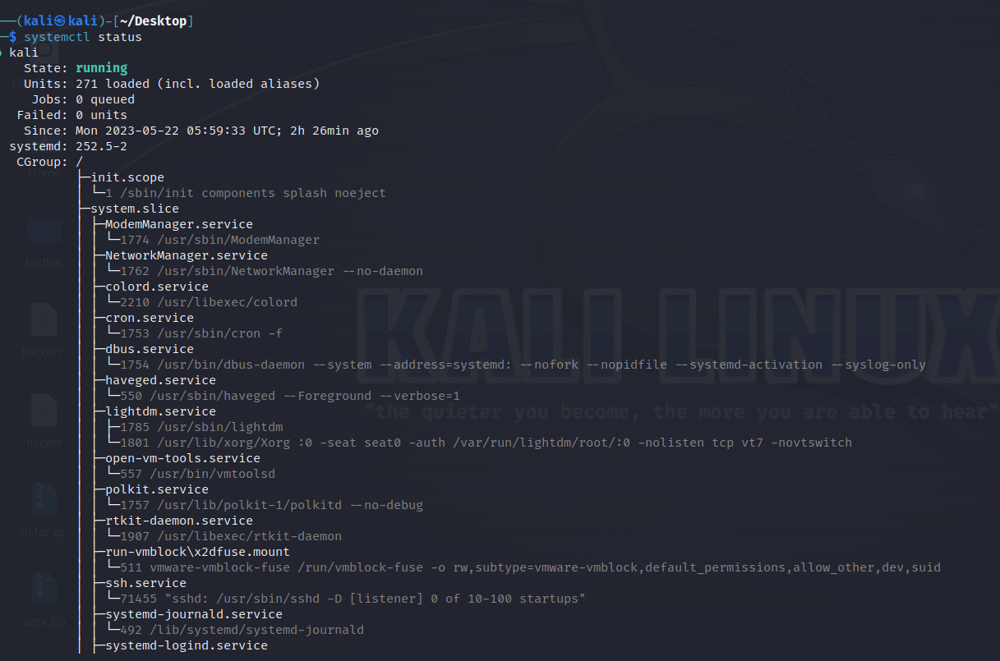 (kali㉿kali)-[~/Desktop]
$ systemctl status
● kali
State: running
Units: 271 loaded (incl. loaded aliases)
Jobs: 0 queued
Failed: 0 units
Since: Mon 2023-05-22 05:59:33 UTC; 2h 26min ago
systemd: 252.5-2
CGroup: /
├─init.scope
│ └─1 /sbin/init components splash noeject
├─system.slice
│ ├─ModemManager.service
│ │ └─1774 /usr/sbin/ModemManager
│ ├─NetworkManager.service
│ │ └─1762 /usr/sbin/NetworkManager --no-daemon
│ ├─colord.service
│ │ └─2210 /usr/libexec/colord
│ ├─cron.service
│ │ └─1753 /usr/sbin/cron -f
│ ├─dbus.service
│ │ └─1754 /usr/bin/dbus-daemon --system --address=systemd: --nofork --nopidfile --systemd-activation --syslog-only
│ ├─haveged.service
│ │ └─550 /usr/sbin/haveged --Foreground --verbose=1
│ ├─lightdm.service
│ │ ├─1785 /usr/sbin/lightdm
│ │ └─1801 /usr/lib/xorg/Xorg :0 -seat seat0 -auth /var/run/lightdm/root/:0 -nolisten tcp vt7 -novtswitch
│ ├─open-vm-tools.service
│ │ └─557 /usr/bin/vmtoolsd
│ ├─polkit.service
│ │ └─1757 /usr/lib/polkit-1/polkitd --no-debug
│ ├─rtkit-daemon.service
│ │ └─1907 /usr/libexec/rtkit-daemon
│ ├─run-vmblock\x2dfuse.mount
│ │ └─511 vmware-vmblock-fuse /run/vmblock-fuse -o rw,subtype=vmware-vmblock,default_permissions,allow_other,dev,suid
│ ├─ssh.service
│ │ └─71455 "sshd: /usr/sbin/sshd -D [listener] 0 of 10-100 startups"
│ ├─systemd-journald.service
│ │ └─492 /lib/systemd/systemd-journald
│ ├─systemd-logind.service
Home
karthik
hackerY
hacker
fil.tar.gz
dark.zip
KALI LINUX
"the quieter you become, the more you are able to hear"